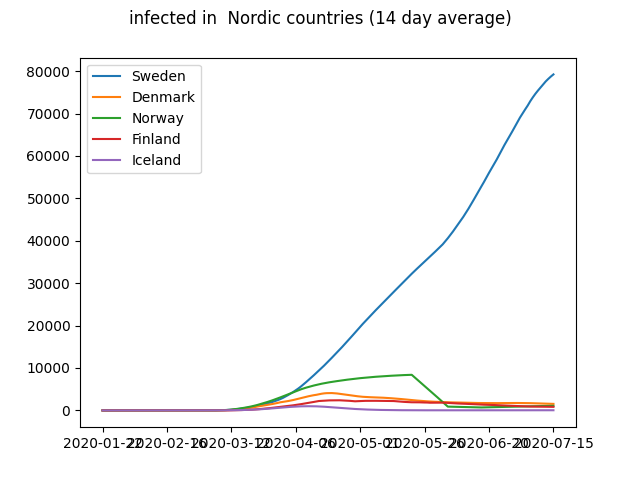 infected in  Nordic countries (14 day average)
80000
70000
60000
50000
40000
30000
20000
10000
0
Sweden
Denmark
Norway
Finland
Iceland
2020-01-22 2020-02-16 2020-03-12 2020-04-06 2020-05-01 2020-05-26 2020-06-20 2020-07-15